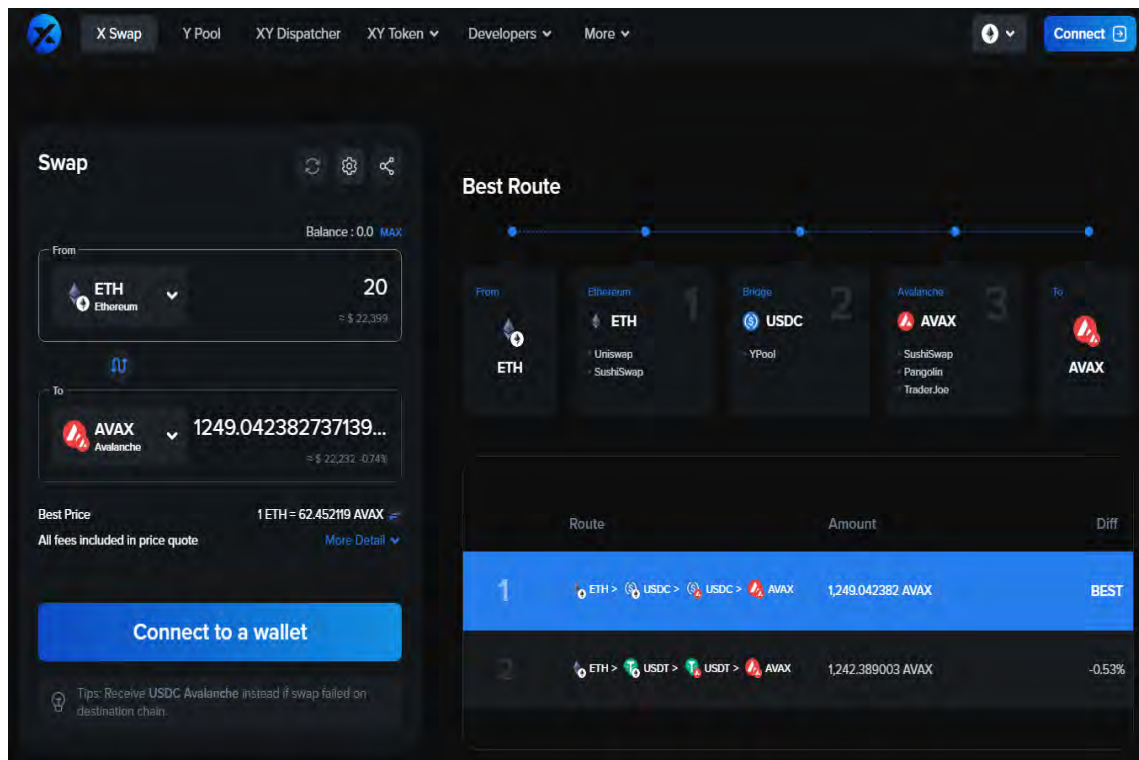 X Swap Y Pool XY Dispatcher XY Token Developers More Connect
Swap
Balance : 0.0 MAX
From
ETH
Ethereum
20
≈ $ 22,399
To
AVAX
Avalanche
1249.042382737139...
≈ $ 22,232 -0.74%
Best Price 1 ETH = 62.452119 AVAX
All fees included in price quote More Detail
Connect to a wallet
Tips: Receive USDC Avalanche instead if swap failed on
destination chain.
Best Route
From
ETH
Ethereum 1
ETH
Uniswap
SushiSwap
Bridge 2
USDC
YPool
Avalanche 3
AVAX
SushiSwap
Pangolin
TraderJoe
To
AVAX
Route Amount Diff
1 ETH > USDC > USDC > AVAX 1,249.042382 AVAX BEST
2 ETH > USDT > USDT > AVAX 1,242.389003 AVAX -0.53%